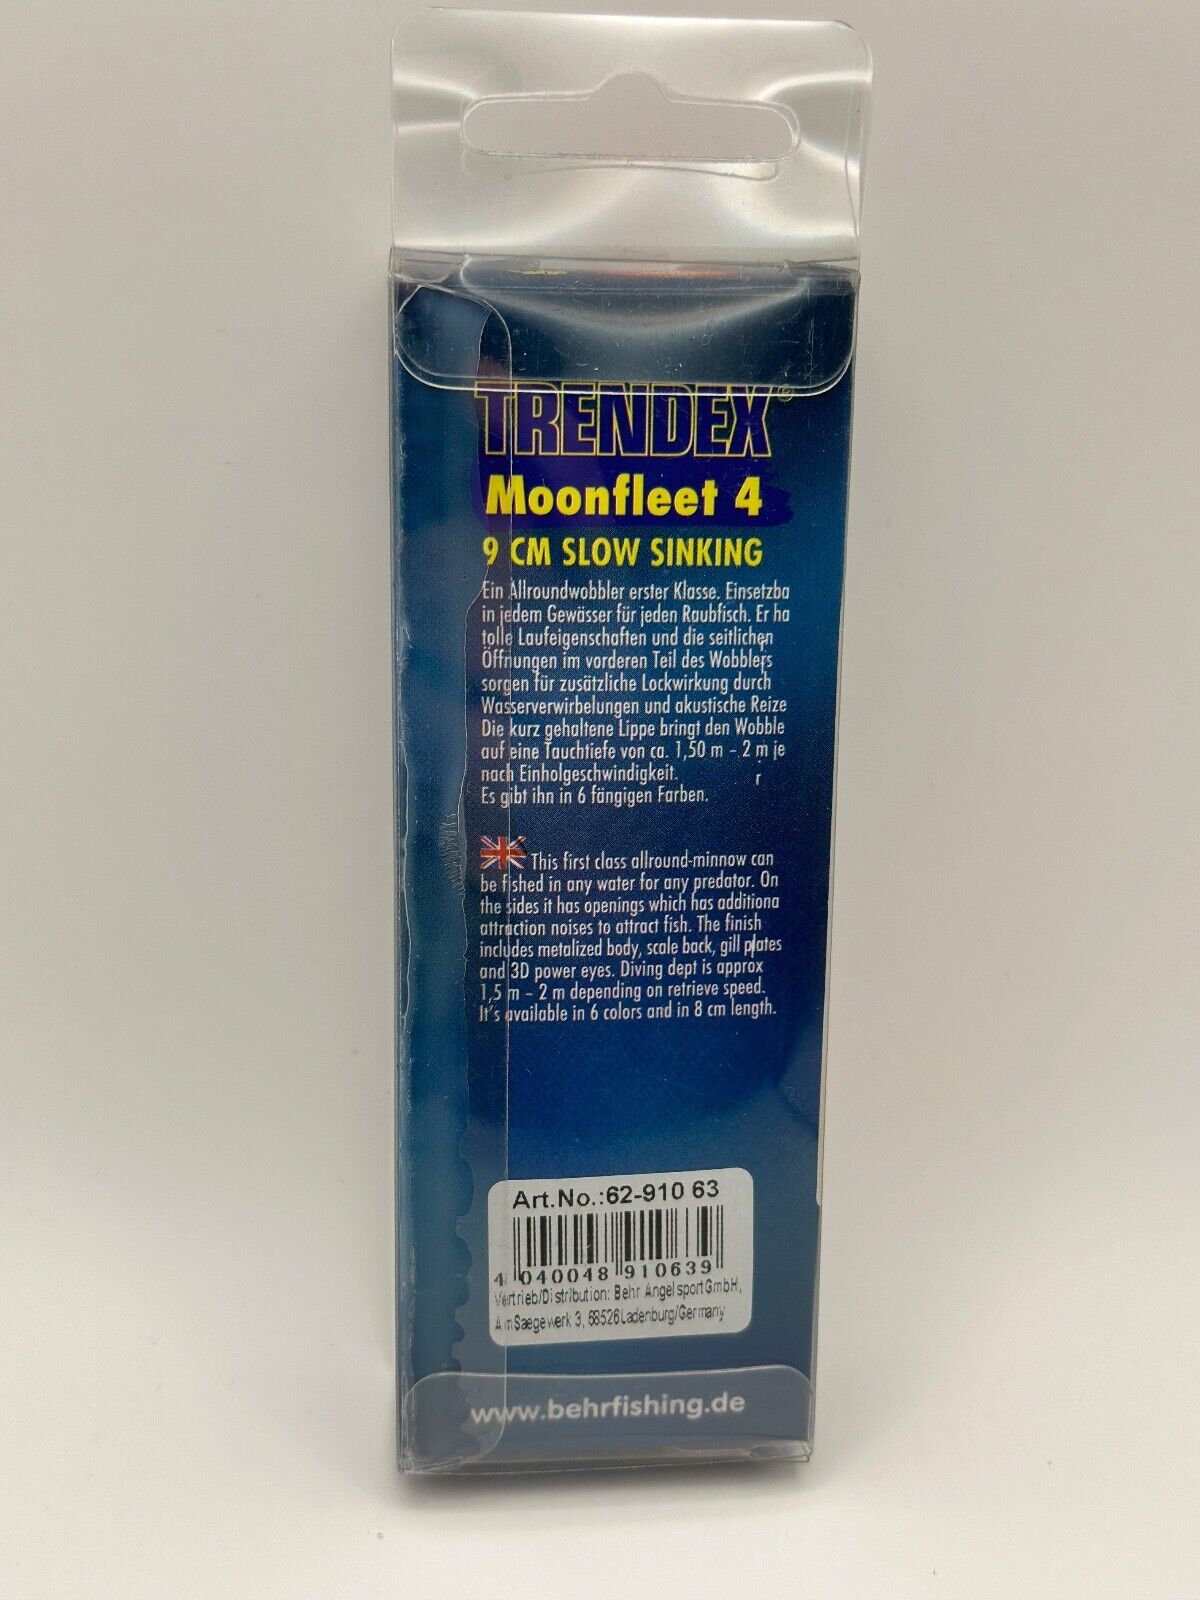 TRENDEX®
Moonfleet 4
9 CM SLOW SINKING
Ein Allroundwobbler erster Klasse. Einsetzba
in jedem Gewässer für jeden Raubfisch. Er ha
tolle Laufeigenschaften und die seitlichen
Öffnungen im vorderen Teil des Wobblers
sorgen für zusätzliche Lockwirkung durch
Wasserverwirbelungen und akustische Reize
Die kurz gehaltene Lippe bringt den Wobble
auf eine Tauchtiefe von ca. 1,50 m – 2 m je
nach Einholgeschwindigkeit. r
Es gibt ihn in 6 fängigen Farben.
This first class allround-minnow can
be fished in any water for any predator. On
the sides it has openings which has additiona
attraction noises to attract fish. The finish
includes metalized body, scale back, gill plates
and 3D power eyes. Diving dept is approx
1,5 m – 2 m depending on retrieve speed.
It's available in 6 colors and in 8 cm length.
Art.No.:62-910 63
4 040048 910639
Vertrieb/Distribution: Behr Angelsport GmbH,
Am Saegewerk 3, 68526 Ladenburg/Germany
www.behrfishing.de